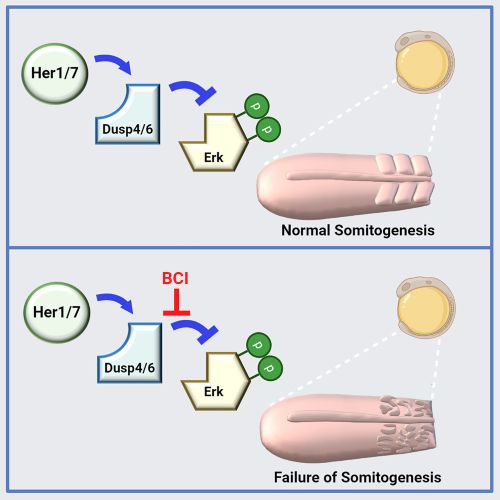 Her1/7
Dusp4/6
P
P
Erk
Normal Somitogenesis
BCI
Her1/7
Dusp4/6
P
P
Erk
Failure of Somitogenesis